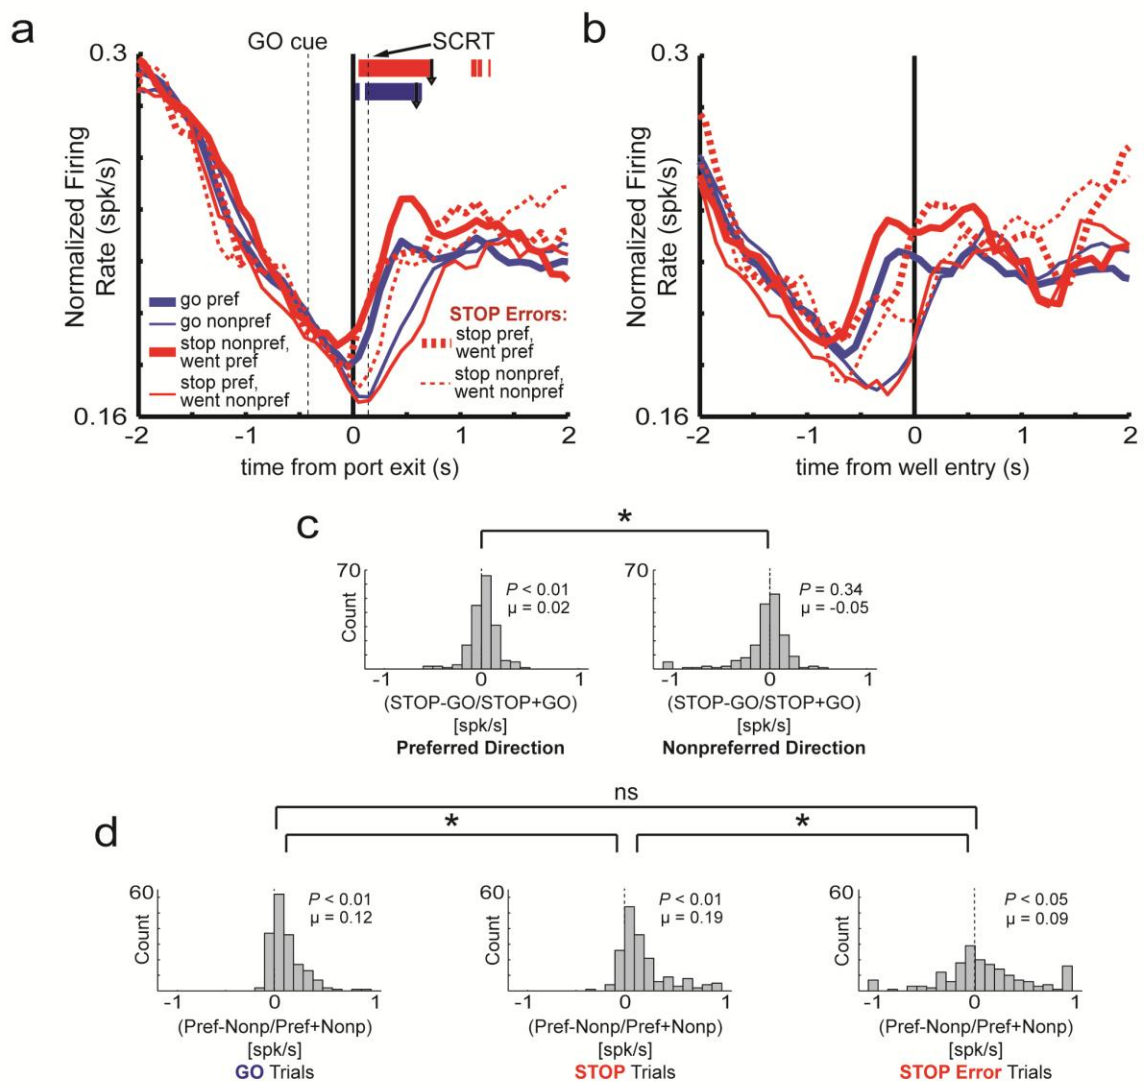 a
GO cue
SCRT
0.3
Normalized Firing
Rate (spk/s)
go pref
go nonpref
stop nonpref,
went pref
stop pref,
went nonpref
STOP Errors:
stop pref,
went pref
stop nonpref,
went nonpref
0.16
-2
-1
0
1
2
time from port exit (s)
b
0.3
Normalized Firing
Rate (spk/s)
0.16
-2
-1
0
1
2
time from well entry (s)
c
*
70
Count
P < 0.01
μ = 0.02
-1
0
1
(STOP-GO/STOP+GO)
[spk/s]
Preferred Direction
70
P = 0.34
μ = -0.05
-1
0
1
(STOP-GO/STOP+GO)
[spk/s]
Nonpreferred Direction
ns
d
*
*
60
Count
P < 0.01
μ = 0.12
-1
0
1
(Pref-Nonp/Pref+Nonp)
[spk/s]
GO Trials
60
Count
P < 0.01
μ = 0.19
-1
0
1
(Pref-Nonp/Pref+Nonp)
[spk/s]
STOP Trials
60
Count
P < 0.05
μ = 0.09
-1
0
1
(Pref-Nonp/Pref+Nonp)
[spk/s]
STOP Error Trials